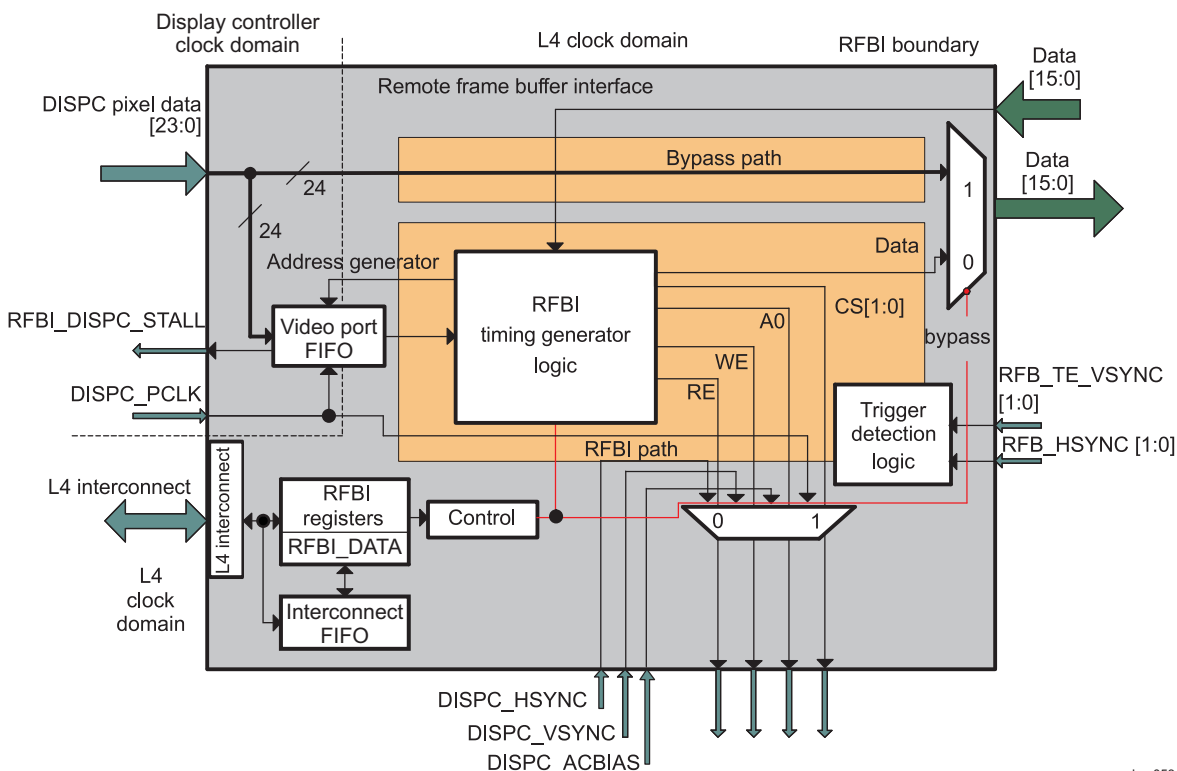 Display controller
clock domain
L4 clock domain
RFBI boundary
Data
[15:0]
Remote frame buffer interface
DISPC pixel data
[23:0]
Bypass path
24
1
Data
[15:0]
24
Data
0
Address generator
RFBI
timing generator
logic
CS[1:0]
RFBI_DISPC_STALL
Video port
FIFO
A0
bypass
WE
RE
DISPC_PCLK
RFB_TE_VSYNC
[1:0]
Trigger
detection
logic
RFB_HSYNC [1:0]
RFBI path
L4 interconnect
L4 interconnect
RFBI
registers
RFBI_DATA
Control
0
1
L4
clock
domain
Interconnect
FIFO
DISPC_HSYNC
DISPC_VSYNC
DISPC_ACBIAS